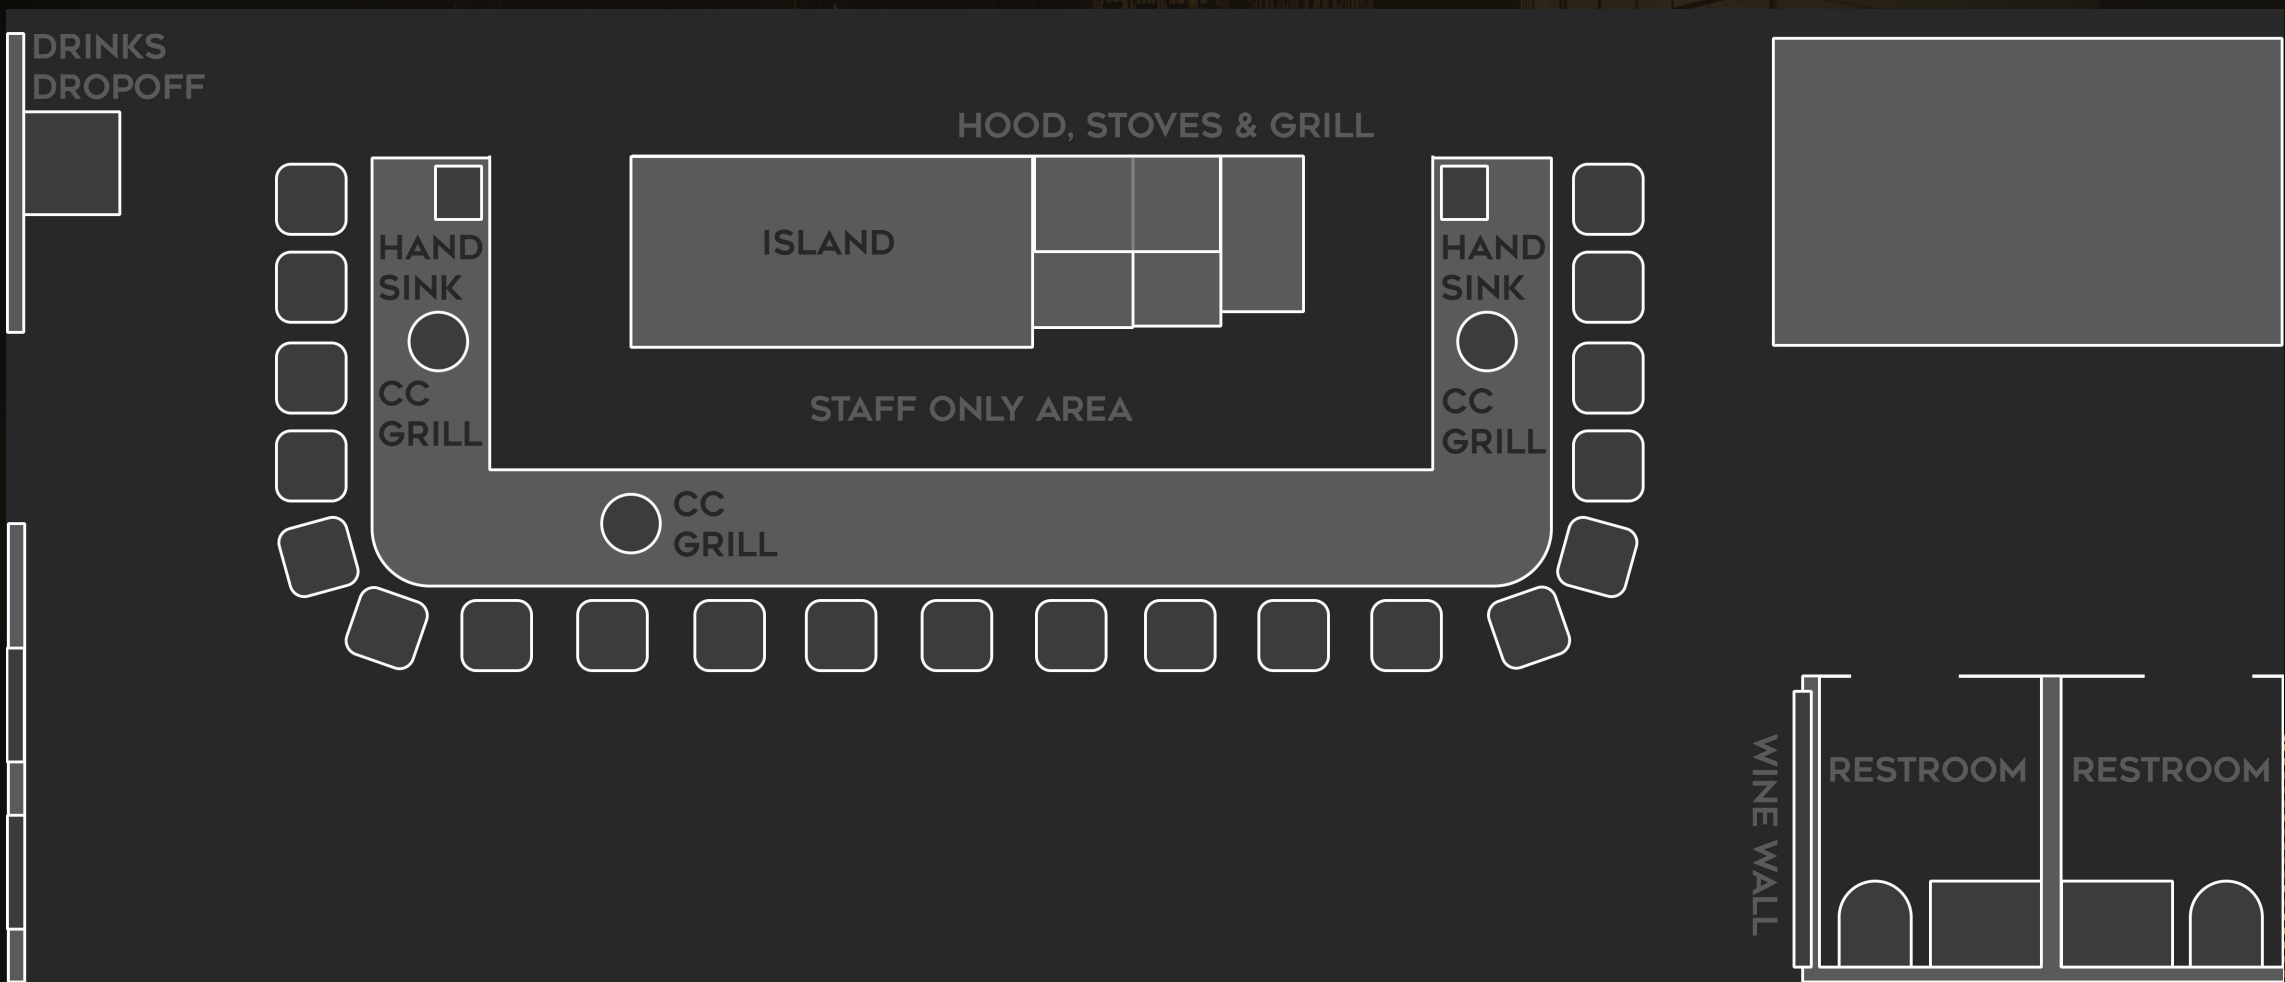 DRINKS
DROPOFF
HOOD, STOVES & GRILL
HAND
SINK
CC
GRILL
ISLAND
STAFF ONLY AREA
HAND
SINK
CC
GRILL
CC
GRILL
WINE WALL
RESTROOM
RESTROOM